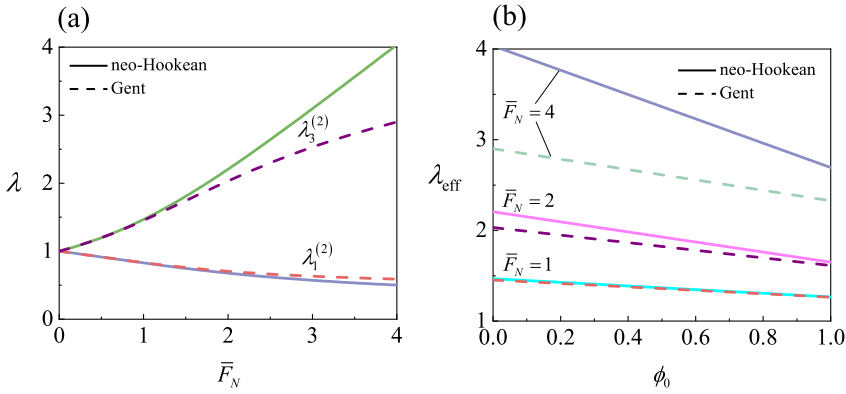 (a)
neo-Hookean
Gent
λ₃⁽²⁾
λ₁⁽²⁾
λ
4
3
2
1
0
0
1
2
3
4
F̅_N
(b)
neo-Hookean
Gent
F̅_N = 4
F̅_N = 2
F̅_N = 1
λ_eff
4
3
2
1
0.0
0.2
0.4
0.6
0.8
1.0
ϕ₀